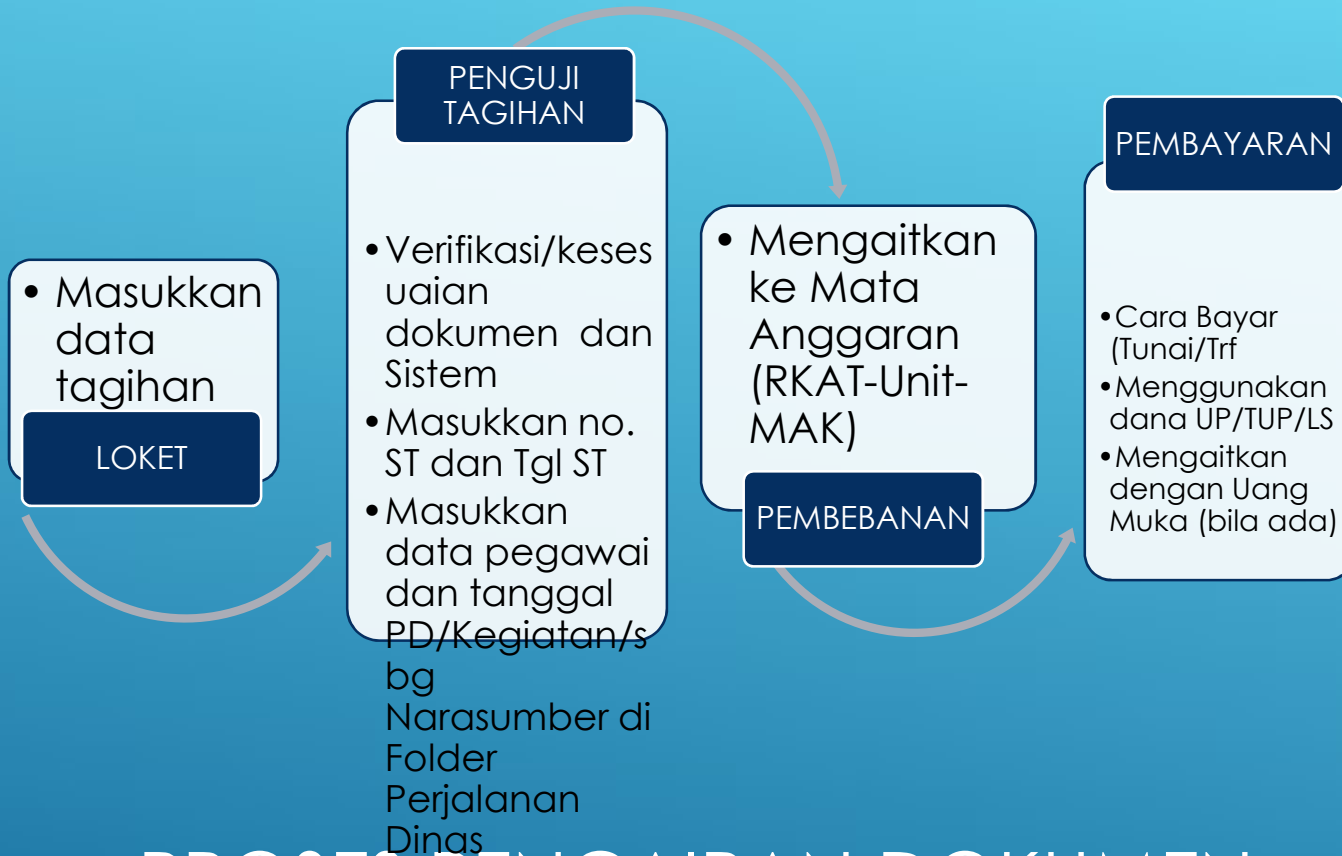 • Masukkan
data
tagihan
LOKET
PENGUJI
TAGIHAN
•Verifikasi/keses
uaian
dokumen dan
Sistem
•Masukkan no.
ST dan Tgl ST
•Masukkan
data pegawai
dan tanggal
PD/Kegiatan/s
bg
Narasumber di
Folder
Perjalanan
Dinas
• Mengaitkan
ke Mata
Anggaran
(RKAT-Unit-
MAK)
PEMBEBANAN
PEMBAYARAN
•Cara Bayar
(Tunai/Trf
•Menggunakan
dana UP/TUP/LS
•Mengaitkan
dengan Uang
Muka (bila ada)
DOKUMEN